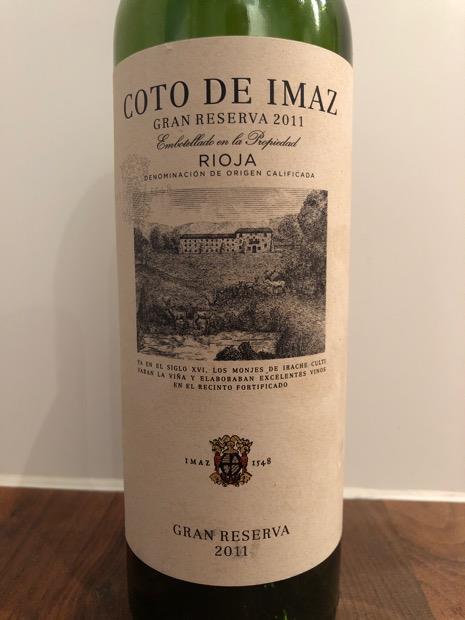 COTO DE IMAZ
GRAN RESERVA 2011
Embotellado en la Propiedad
RIOJA
DENOMINACIÓN DE ORIGEN CALIFICADA
YA EN EL SIGLO XVI, LOS MONJES DE IRACHE CULTI
VABAN LA VIÑA Y ELABORABAN EXCELENTES VINOS
EN EL RECINTO FORTIFICADO
IMAZ 1548
GRAN RESERVA
2011